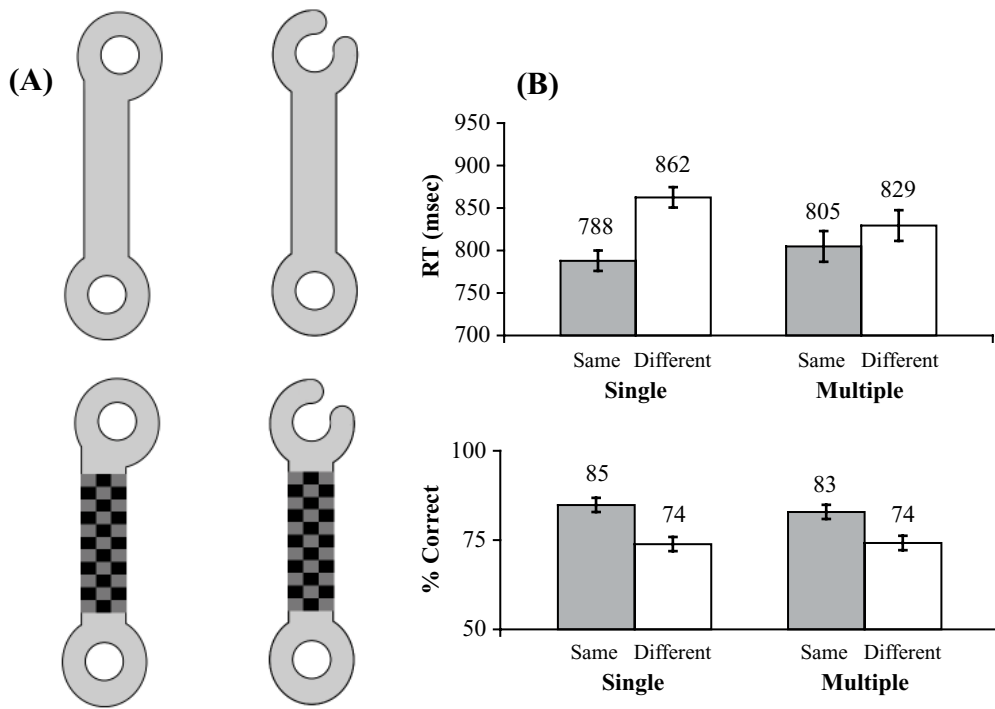 (A)
(B)
RT (msec)
950
900
850
800
750
700
788
862
805
829
Same Different
Same Different
Single
Multiple
% Correct
100
75
50
85
74
83
74
Same Different
Same Different
Single
Multiple